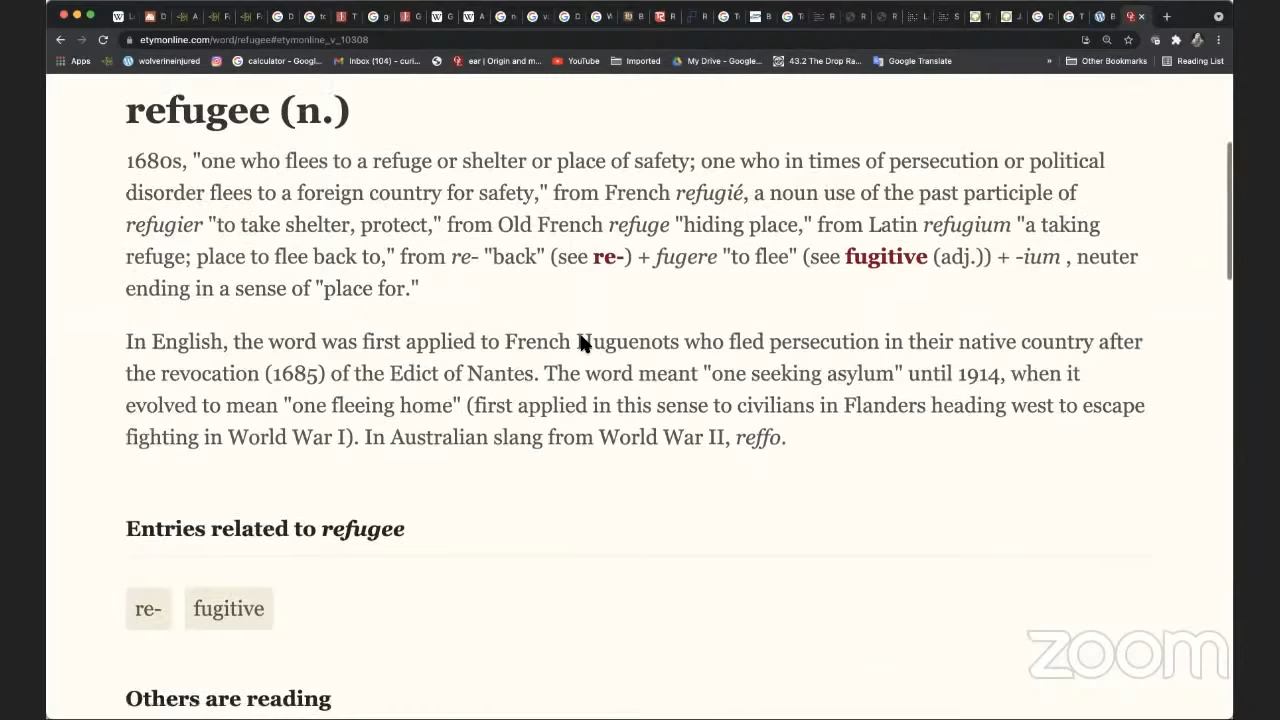 L
D
A
F
F
D
to
T
g
G
G
A
n
v.
D
V
B
R
R
T
B
T
R
R
R
L
S
T
J
D
T
B
etymonline.com/word/refugee#etymonline_v_10308
Apps wolverineinjured calculator - Googl... Inbox (104) - curi... ear | Origin and m... YouTube Imported My Drive - Google... 43.2 The Drop Ra... Google Translate » Other Bookmarks Reading List
refugee (n.)
1680s, "one who flees to a refuge or shelter or place of safety; one who in times of persecution or political
disorder flees to a foreign country for safety," from French refugié, a noun use of the past participle of
refugier "to take shelter, protect," from Old French refuge "hiding place," from Latin refugium "a taking
refuge; place to flee back to," from re- "back" (see re-) + fugere "to flee" (see fugitive (adj.)) + -ium , neuter
ending in a sense of "place for."
In English, the word was first applied to French Huguenots who fled persecution in their native country after
the revocation (1685) of the Edict of Nantes. The word meant "one seeking asylum" until 1914, when it
evolved to mean "one fleeing home" (first applied in this sense to civilians in Flanders heading west to escape
fighting in World War I). In Australian slang from World War II, reffo.
Entries related to refugee
re- fugitive
zoom
Others are reading